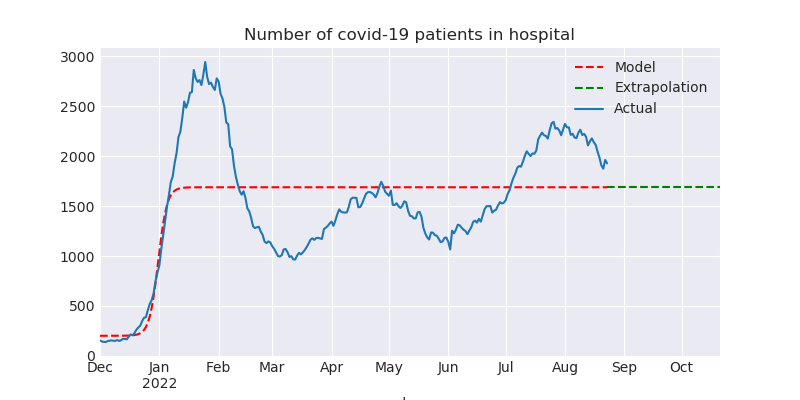 Number of covid-19 patients in hospital
Model
Extrapolation
Actual
3000
2500
2000
1500
1000
500
0
Dec Jan Feb Mar Apr May Jun Jul Aug Sep Oct
2022